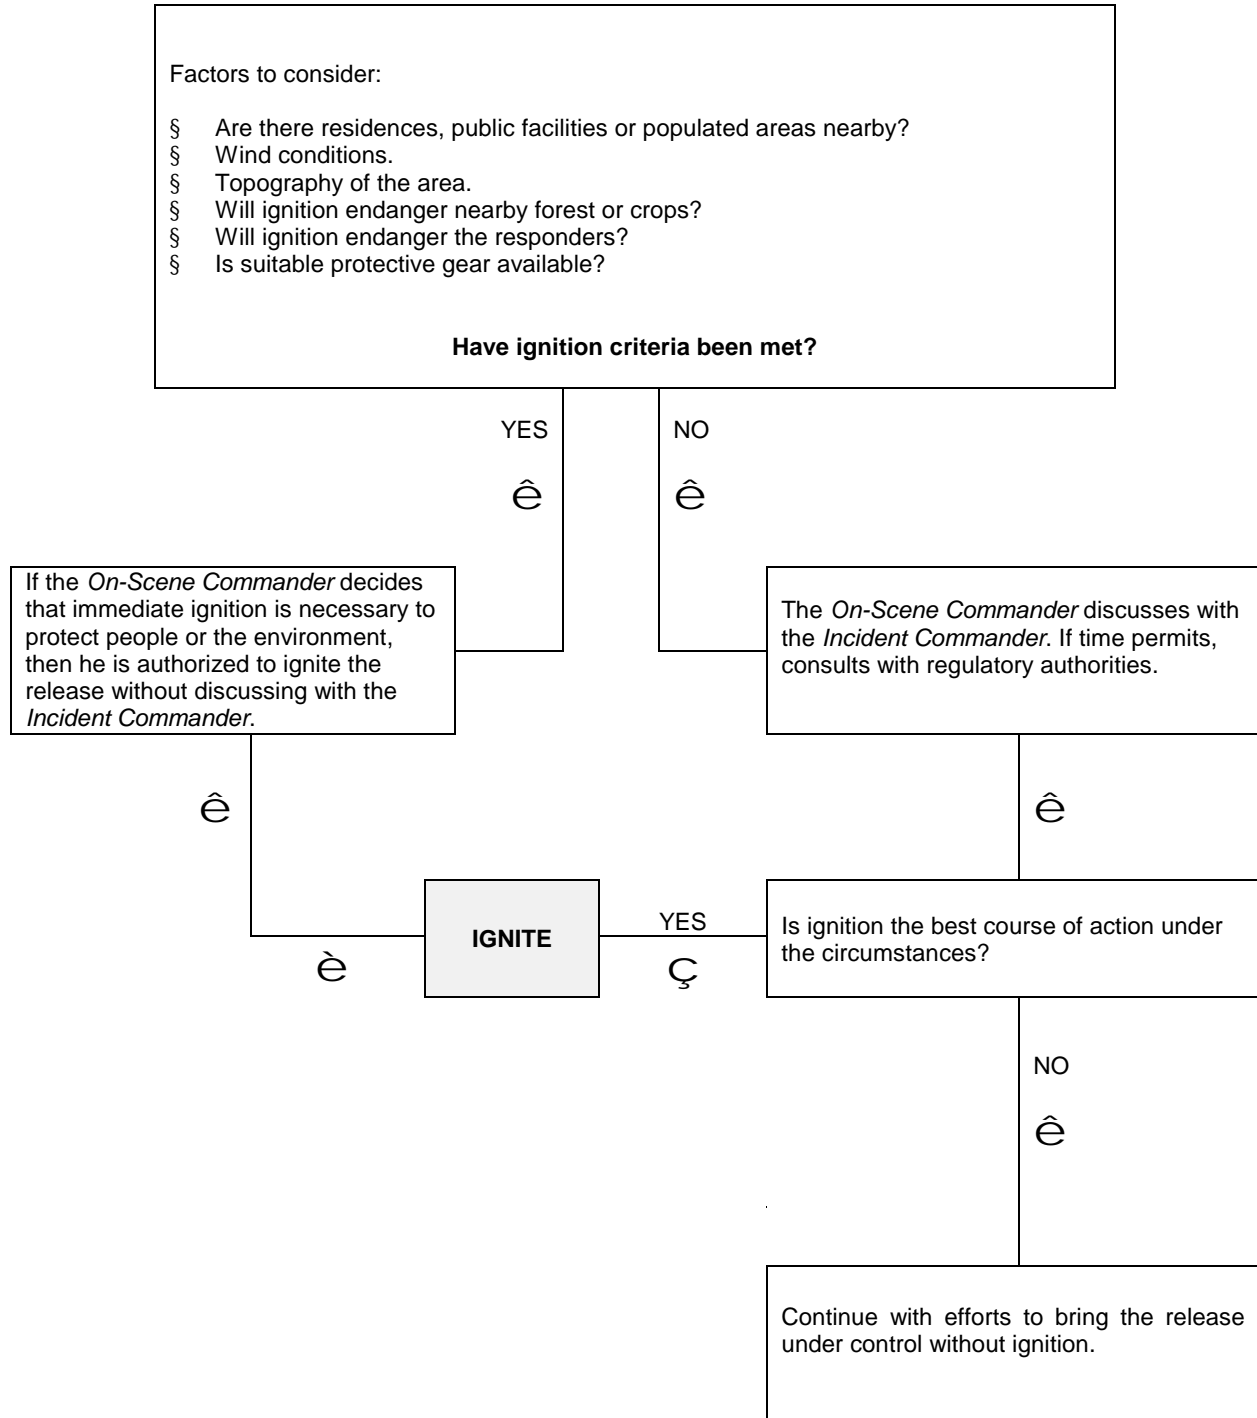 Factors to consider:
§ Are there residences, public facilities or populated areas nearby?
§ Wind conditions.
§ Topography of the area.
§ Will ignition endanger nearby forest or crops?
§ Will ignition endanger the responders?
§ Is suitable protective gear available?
Have ignition criteria been met?
YES
NO
ê
ê
If the On-Scene Commander decides
that immediate ignition is necessary to
protect people or the environment,
then he is authorized to ignite the
release without discussing with the
Incident Commander.
The On-Scene Commander discusses with
the Incident Commander. If time permits,
consults with regulatory authorities.
ê
ê
IGNITE
YES
Is ignition the best course of action under
the circumstances?
è
ç
NO
ê
.
Continue with efforts to bring the release
under control without ignition.